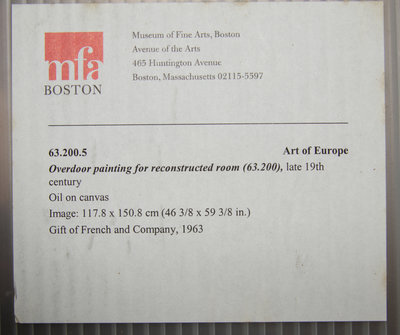 mfa
BOSTON
Museum of Fine Arts, Boston
Avenue of the Arts
465 Huntington Avenue
Boston, Massachusetts 02115-5597
63.200.5 Art of Europe
Overdoor painting for reconstructed room (63.200), late 19th
century
Oil on canvas
Image: 117.8 x 150.8 cm (46 3/8 x 59 3/8 in.)
Gift of French and Company, 1963